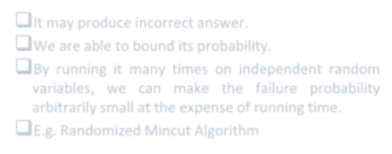 ❑It may produce incorrect answer.
❑We are able to bound its probability.
❑By running it many times on independent random
variables, we can make the failure probability
arbitrarily small at the expense of running time.
❑E.g. Randomized Mincut Algorithm